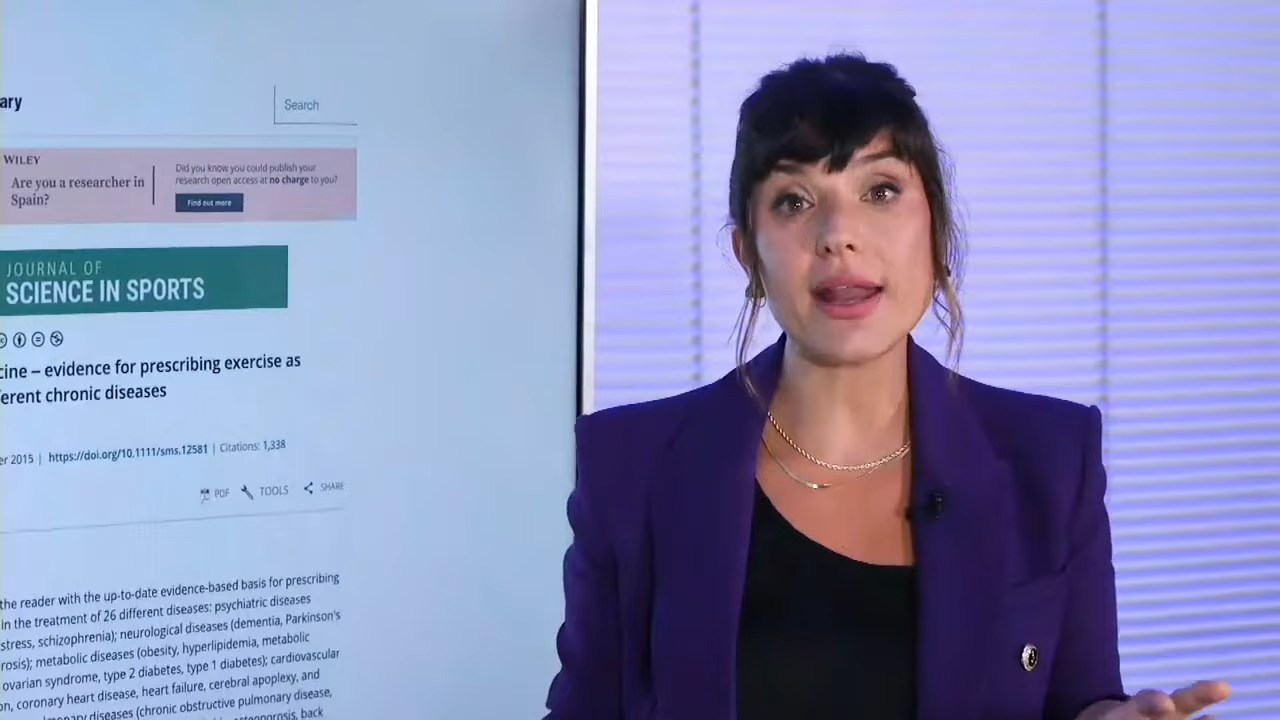 ary
Search
WILEY
Are you a researcher in
Spain?
Did you know you could publish your
research open access at no charge to you?
Find out more
JOURNAL OF
SCIENCE IN SPORTS
cine – evidence for prescribing exercise as
ferent chronic diseases
er 2015 | https://doi.org/10.1111/sms.12581 | Citations: 1,338
PDF TOOLS SHARE
the reader with the up-to-date evidence-based basis for prescribing
in the treatment of 26 different diseases: psychiatric diseases
stress, schizophrenia); neurological diseases (dementia, Parkinson's
rosis); metabolic diseases (obesity, hyperlipidemia, metabolic
ovarian syndrome, type 2 diabetes, type 1 diabetes); cardiovascular
on, coronary heart disease, heart failure, cerebral apoplexy, and
diseases (chronic obstructive pulmonary disease,
back